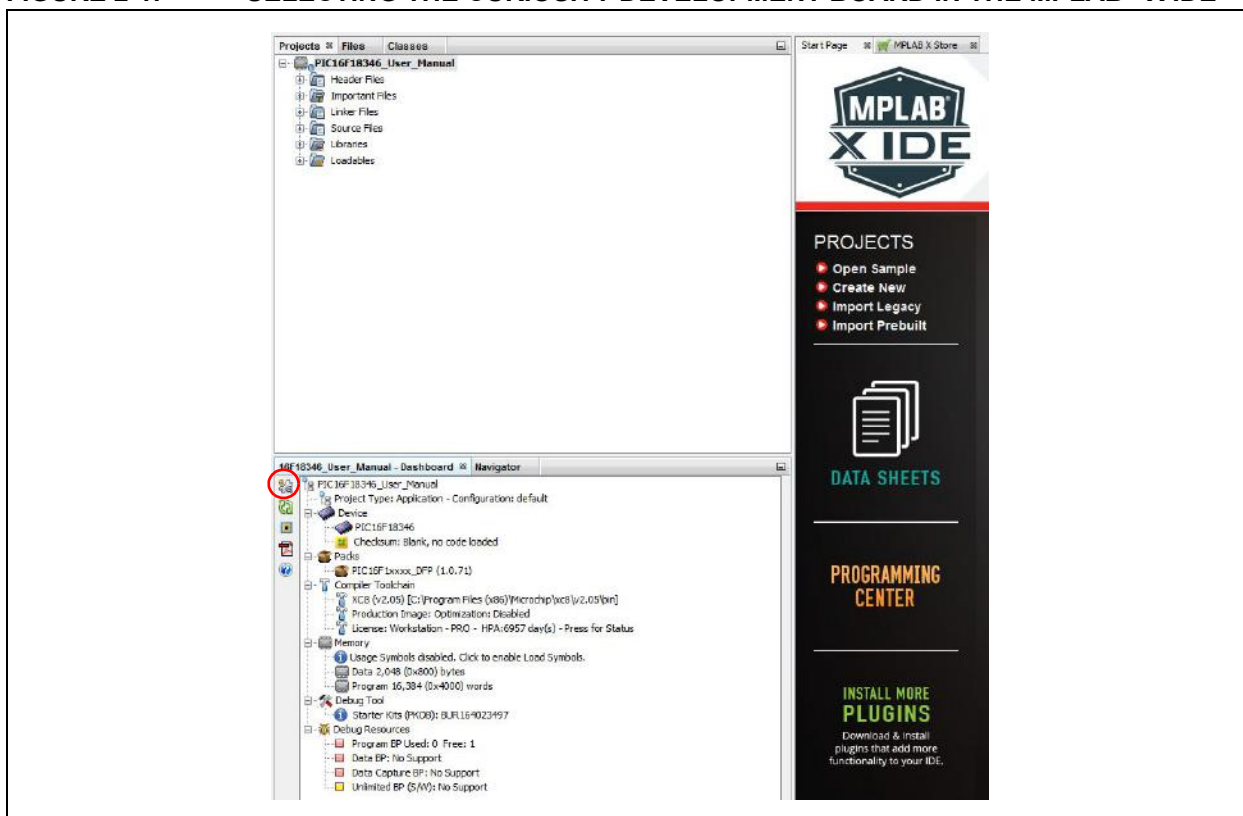 Projects Files Classes
PIC16F18346_User_Manual
Header Files
Important Files
Linker Files
Source Files
Libraries
Loadables
16F18346_User_Manual - Dashboard Navigator
PIC16F18346_User_Manual
Project Type: Application - Configuration: default
Device
PIC16F18346
Checksum: Blank, no code loaded
Packs
PIC16F1xxxx_DFP (1.0.71)
Compiler Toolchain
XC8 (v2.05) [C:\Program Files (x86)\Microchip\xc8\v2.05\bin]
Production Image: Optimization: Disabled
License: Workstation - PRO - HPA:6957 day(s) - Press for Status
Memory
Usage Symbols disabled. Click to enable Load Symbols.
Data 2,048 (0x800) bytes
Program 16,384 (0x4000) words
Debug Tool
Starter Kits (PKOB): BUR164023497
Debug Resources
Program BP Used: 0 Free: 1
Data BP: No Support
Data Capture BP: No Support
Unlimited BP (S/W): No Support
Start Page MPLAB X Store
MPLAB
X IDE
PROJECTS
Open Sample
Create New
Import Legacy
Import Prebuilt
DATA SHEETS
PROGRAMMING
CENTER
INSTALL MORE
PLUGINS
Download & install
plugins that add more
functionality to your IDE.